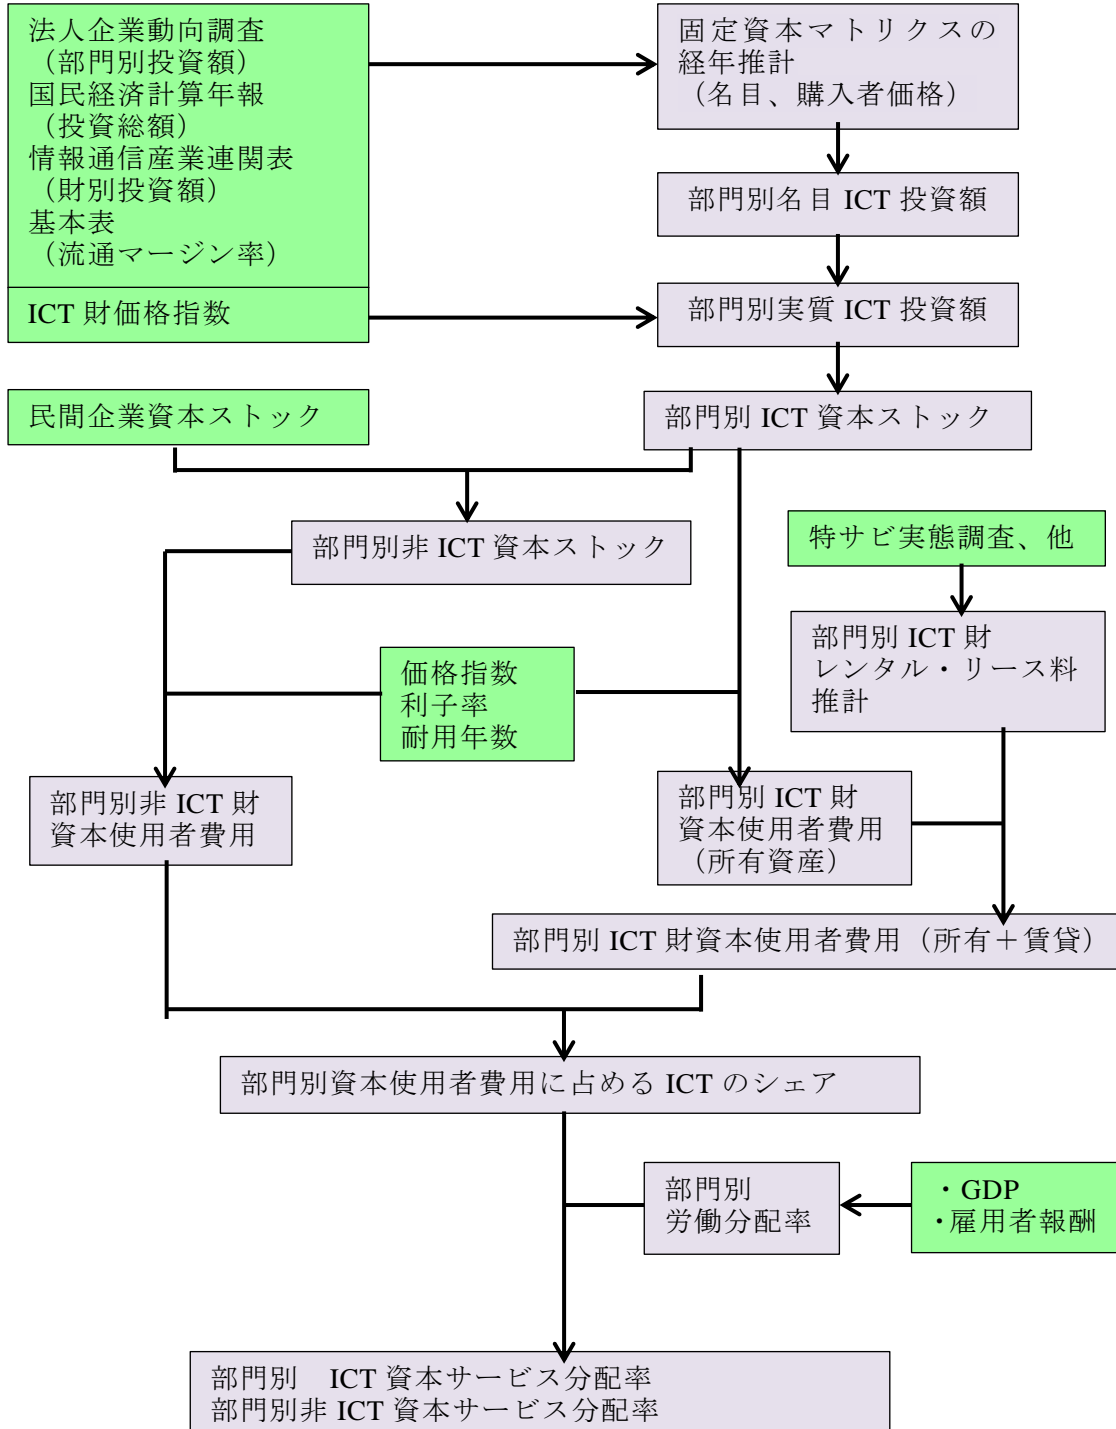 法人企業動向調査
（部門別投資額）
国民経済計算年報
（投資総額）
情報通信産業連関表
（財別投資額）
基本表
（流通マージン率）
ICT 財価格指数
固定資本マトリクスの
経年推計
（名目、購入者価格）
部門別名目 ICT 投資額
部門別実質 ICT 投資額
民間企業資本ストック
部門別 ICT 資本ストック
部門別非 ICT 資本ストック
特サビ実態調査、他
部門別 ICT 財
レンタル・リース料
推計
価格指数
利子率
耐用年数
部門別非 ICT 財
資本使用者費用
部門別 ICT 財
資本使用者費用
（所有資産）
部門別 ICT 財資本使用者費用（所有＋賃貸）
部門別資本使用者費用に占める ICT のシェア
部門別
労働分配率
・GDP
・雇用者報酬
部門別　ICT 資本サービス分配率
部門別非 ICT 資本サービス分配率